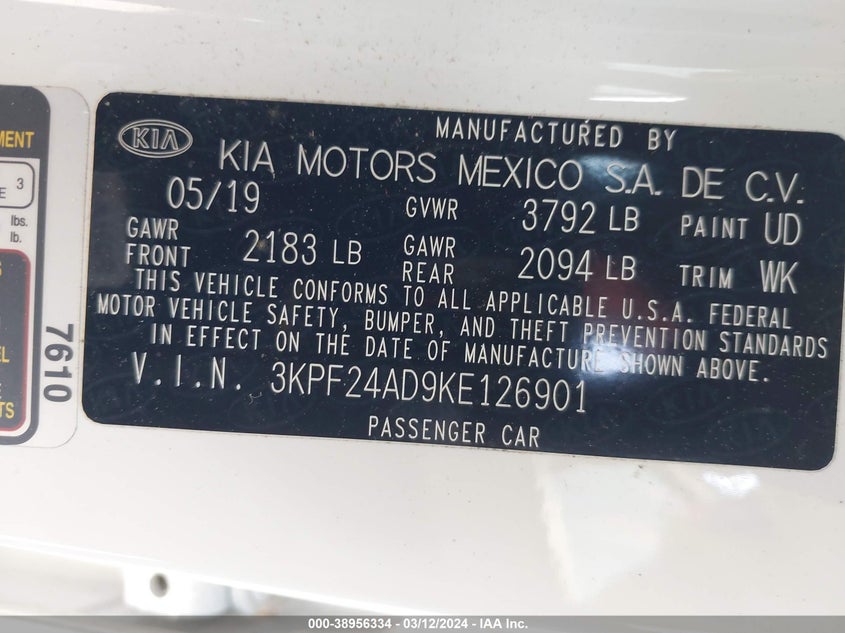 MENT
3
E
lbs.
lb.
S
EL
E
TS
7610
KIA
MANUFACTURED BY
KIA MOTORS MEXICO S.A. DE C.V.
05/19 GVWR 3792 LB PAINT UD
GAWR FRONT 2183 LB GAWR REAR 2094 LB TRIM WK
THIS VEHICLE CONFORMS TO ALL APPLICABLE U.S.A. FEDERAL
MOTOR VEHICLE SAFETY, BUMPER, AND THEFT PREVENTION STANDARDS
IN EFFECT ON THE DATE OF MANUFACTURE SHOWN ABOVE.
V.I.N. 3KPF24AD9KE126901
PASSENGER CAR
000-38956334 - 03/12/2024 - IAA Inc.